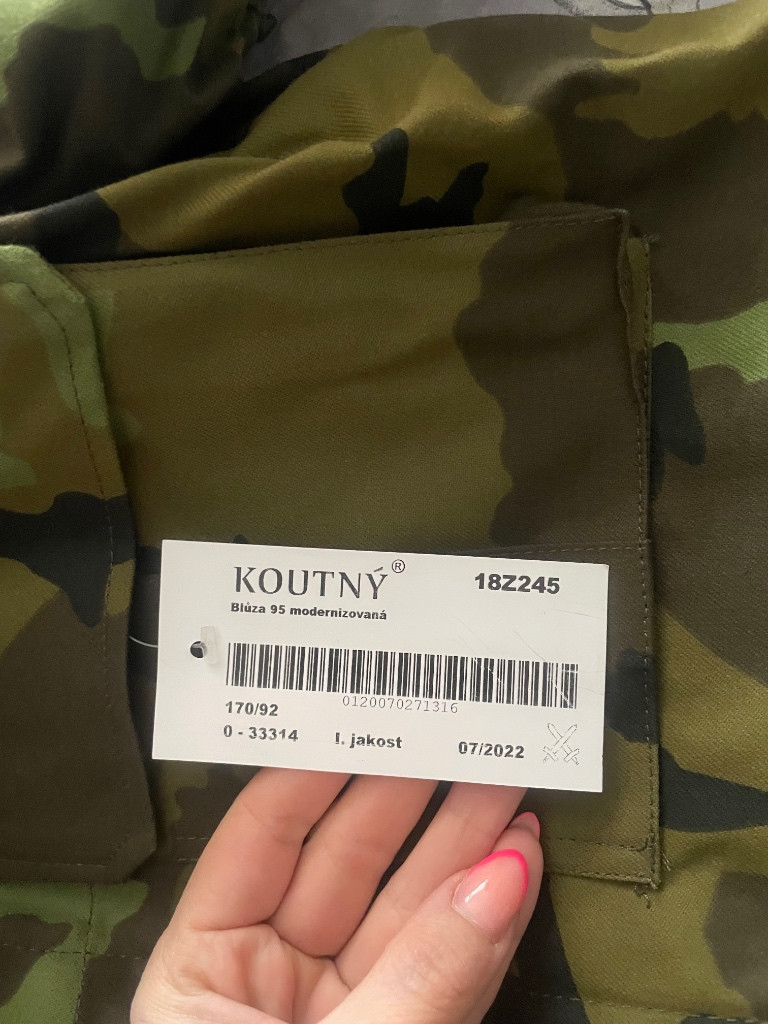 KOUTNÝ®
18Z245
Blůza 95 modernizovaná
0120070271316
170/92
0 - 33314 I. jakost 07/2022